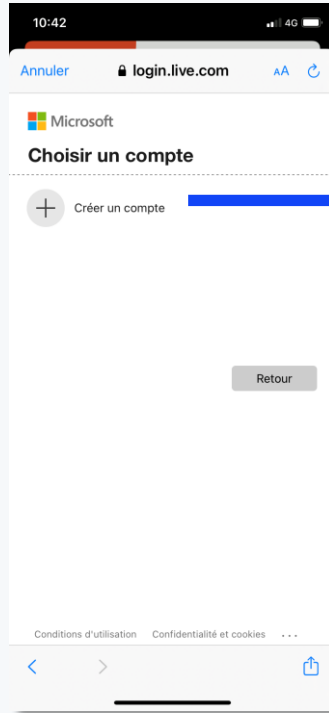 10:42
4G
Annuler
login.live.com
AA
Microsoft
Choisir un compte
Créer un compte
Retour
Conditions d'utilisation
Confidentialité et cookies
...